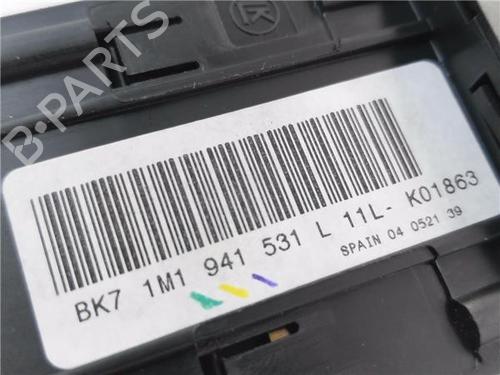 B-PARTS
BK7 1M1 941 531 L 11L- K01863
SPAIN 04 0521 39